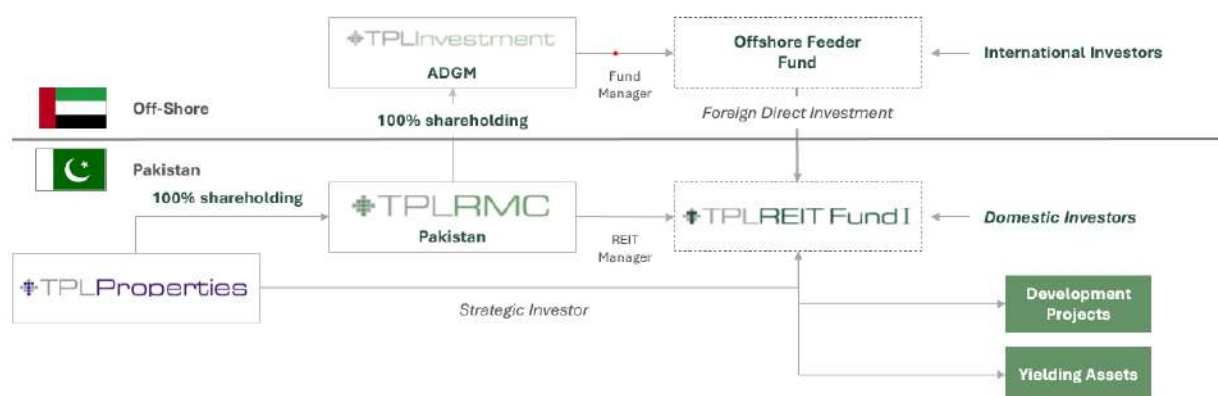 TPLInvestment
ADGM
Fund
Manager
Offshore Feeder
Fund
International Investors
Off-Shore
100% shareholding
Foreign Direct Investment
Pakistan
100% shareholding
TPLRMC
Pakistan
REIT
Manager
TPLREIT Fund I
Domestic Investors
TPLProperties
Strategic Investor
Development
Projects
Yielding Assets